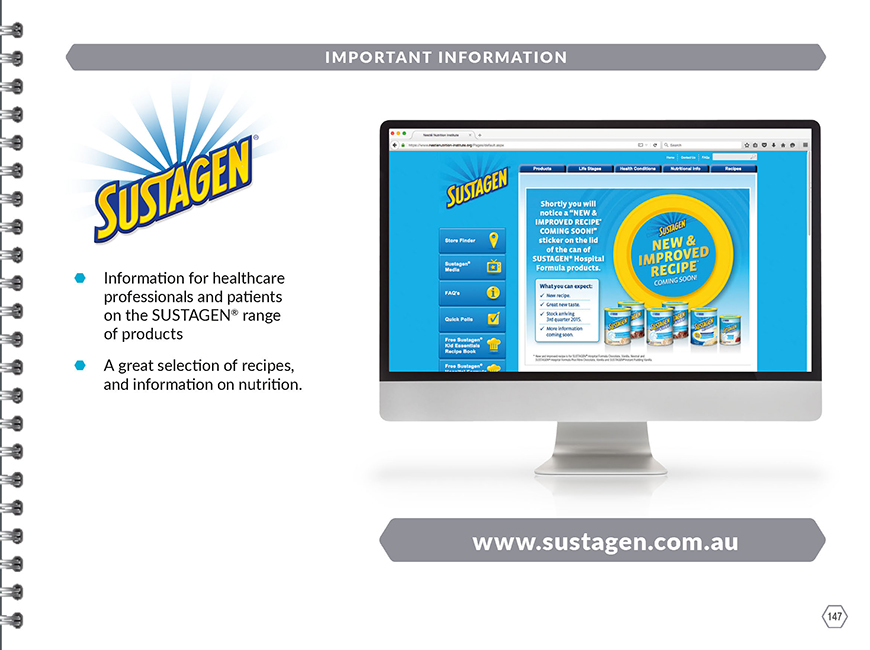 IMPORTANT INFORMATION
SUSTAGEN®
Information for healthcare
professionals and patients
on the SUSTAGEN® range
of products
A great selection of recipes,
and information on nutrition.
Nestlé Nutrition Institute
Search
Home
Contact Us
FAQs
SUSTAGEN
Products
Life Stages
Health Conditions
Nutritional Info
Recipes
Store Finder
Sustagen®
Media
FAQ's
Quick Polls
Free Sustagen®
Kid Essentials
Recipe Book
Free Sustagen®
Hospital Formula
Shortly you will
notice a "NEW &
IMPROVED RECIPE*
COMING SOON!"
sticker on the lid
of the can of
SUSTAGEN® Hospital
Formula products.
What you can expect:
New recipe.
Great new taste.
Stock arriving
3rd quarter 2015.
More information
coming soon.
SUSTAGEN
NEW &
IMPROVED
RECIPE*
COMING SOON!
www.sustagen.com.au
147